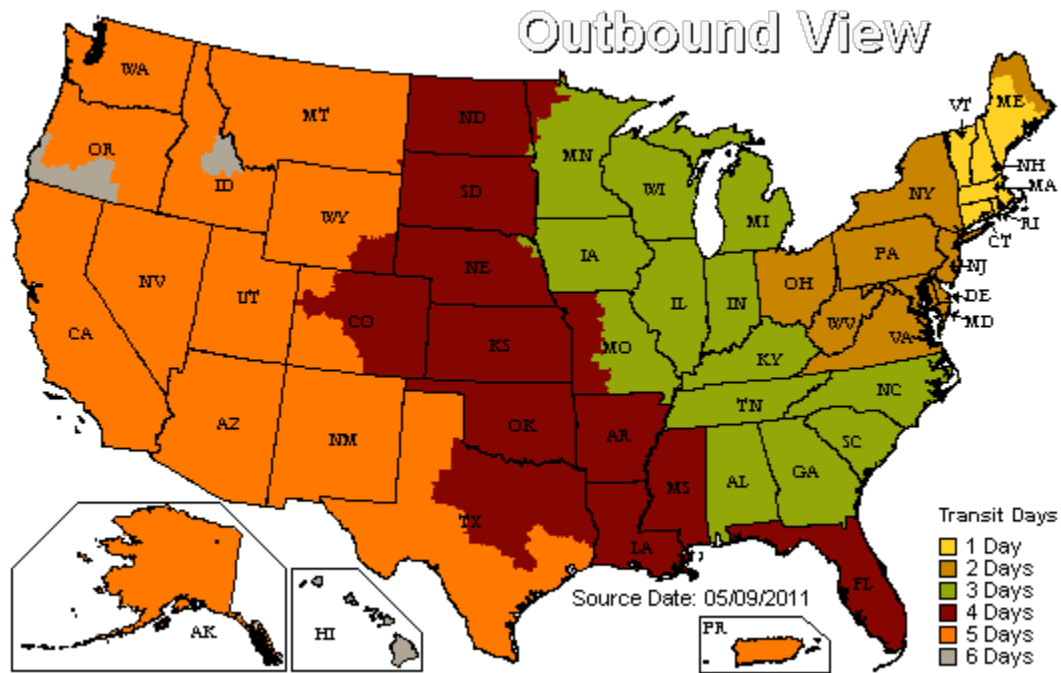 Outbound View
WA
MT
ND
MN
VT
ME
OR
ID
SD
WI
MI
NY
NH
MA
RI
CT
WY
IA
NE
PA
NJ
NV
UT
CO
IL
IN
OH
DE
MD
WV
VA
CA
KS
MO
KY
AZ
NM
OK
AR
TN
NC
SC
TX
LA
MS
AL
GA
FL
AK
HI
PR
Source Date: 05/09/2011
Transit Days
1 Day
2 Days
3 Days
4 Days
5 Days
6 Days